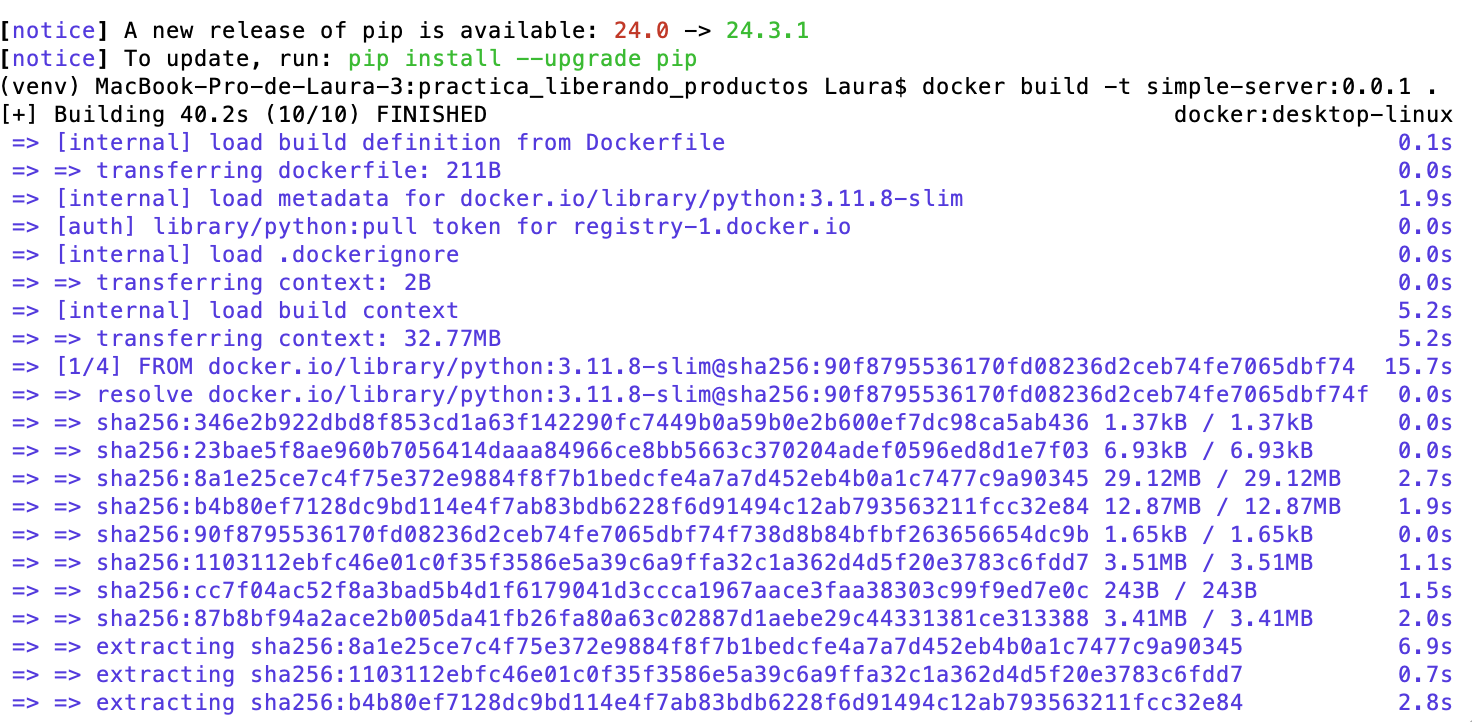 [notice] A new release of pip is available: 24.0 -> 24.3.1
[notice] To update, run: pip install --upgrade pip
(venv) MacBook-Pro-de-Laura-3:practica_liberando_productos Laura$ docker build -t simple-server:0.0.1 .
[+] Building 40.2s (10/10) FINISHED docker:desktop-linux
=> [internal] load build definition from Dockerfile 0.1s
=> => transferring dockerfile: 211B 0.0s
=> [internal] load metadata for docker.io/library/python:3.11.8-slim 1.9s
=> [auth] library/python:pull token for registry-1.docker.io 0.0s
=> [internal] load .dockerignore 0.0s
=> => transferring context: 2B 0.0s
=> [internal] load build context 5.2s
=> => transferring context: 32.77MB 5.2s
=> [1/4] FROM docker.io/library/python:3.11.8-slim@sha256:90f8795536170fd08236d2ceb74fe7065dbf74 15.7s
=> => resolve docker.io/library/python:3.11.8-slim@sha256:90f8795536170fd08236d2ceb74fe7065dbf74f 0.0s
=> => sha256:346e2b922dbd8f853cd1a63f142290fc7449b0a59b0e2b600ef7dc98ca5ab436 1.37kB / 1.37kB 0.0s
=> => sha256:23bae5f8ae960b7056414daaa84966ce8bb5663c370204adef0596ed8d1e7f03 6.93kB / 6.93kB 0.0s
=> => sha256:8a1e25ce7c4f75e372e9884f8f7b1bedcfe4a7a7d452eb4b0a1c7477c9a90345 29.12MB / 29.12MB 2.7s
=> => sha256:b4b80ef7128dc9bd114e4f7ab83bdb6228f6d91494c12ab793563211fcc32e84 12.87MB / 12.87MB 1.9s
=> => sha256:90f8795536170fd08236d2ceb74fe7065dbf74f738d8b84bfbf263656654dc9b 1.65kB / 1.65kB 0.0s
=> => sha256:1103112ebfc46e01c0f35f3586e5a39c6a9ffa32c1a362d4d5f20e3783c6fdd7 3.51MB / 3.51MB 1.1s
=> => sha256:cc7f04ac52f8a3bad5b4d1f6179041d3ccca1967aace3faa38303c99f9ed7e0c 243B / 243B 1.5s
=> => sha256:87b8bf94a2ace2b005da41fb26fa80a63c02887d1aebe29c44331381ce313388 3.41MB / 3.41MB 2.0s
=> => extracting sha256:8a1e25ce7c4f75e372e9884f8f7b1bedcfe4a7a7d452eb4b0a1c7477c9a90345 6.9s
=> => extracting sha256:1103112ebfc46e01c0f35f3586e5a39c6a9ffa32c1a362d4d5f20e3783c6fdd7 0.7s
=> => extracting sha256:b4b80ef7128dc9bd114e4f7ab83bdb6228f6d91494c12ab793563211fcc32e84 2.8s